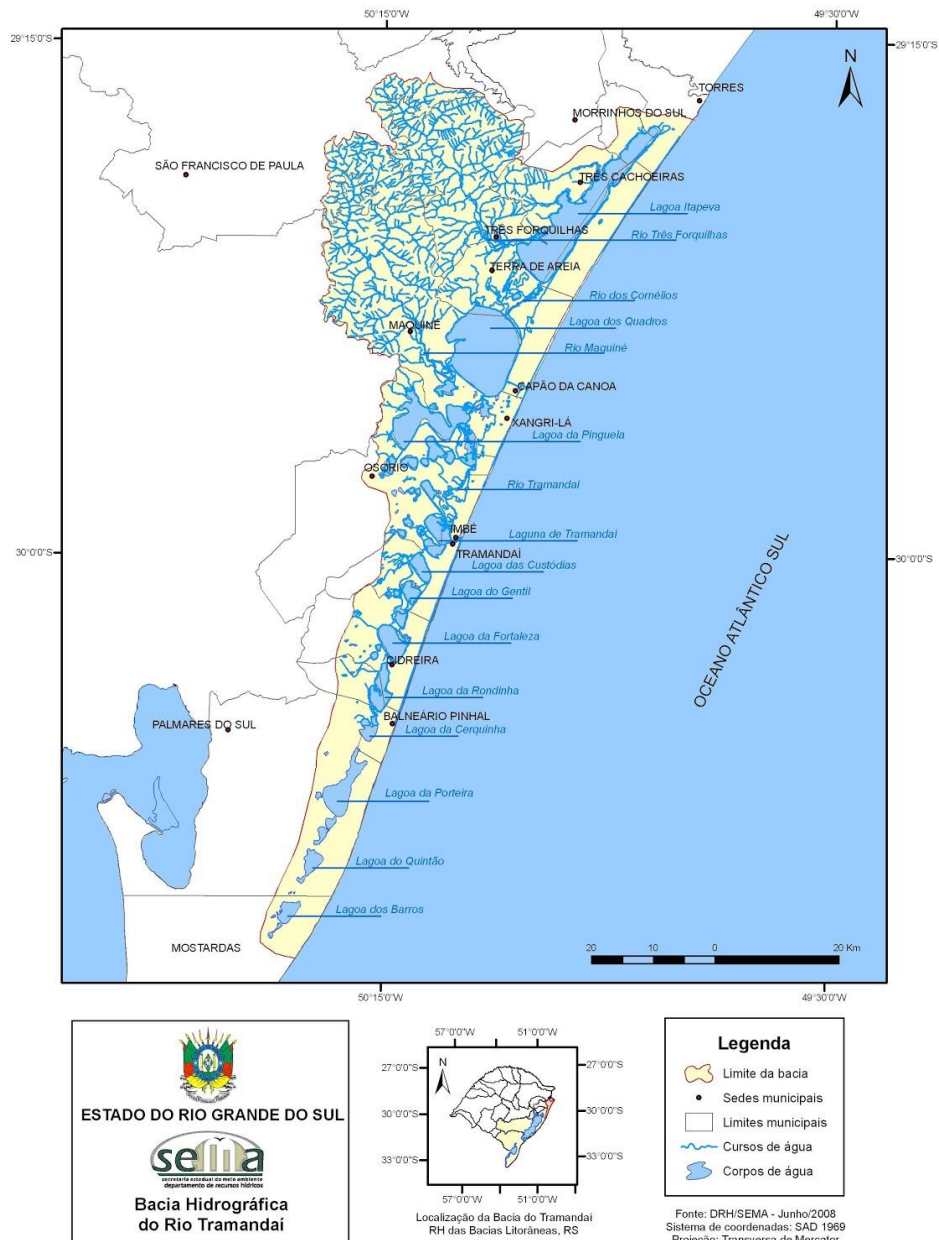 50°15'0"W
49°30'0"W
29°15'0"S
29°15'0"S
N
TORRES
MORRINHOS DO SUL
SÃO FRANCISCO DE PAULA
TRÊS CACHOEIRAS
Lagoa Itapeva
TRÊS FORQUILHAS
Rio Três Forquilhas
TERRA DE AREIA
Rio dos Cornélios
MAQUINÉ
Lagoa dos Quadros
Rio Maquiné
CAPÃO DA CANOA
XANGRI-LÁ
Lagoa da Pinguela
OSÓRIO
Rio Tramandaí
IMBÉ
Laguna de Tramandaí
30°0'0"S
TRAMANDAÍ
30°0'0"S
Lagoa das Custódias
Lagoa do Gentil
OCEANO ATLÂNTICO SUL
Lagoa da Fortaleza
CIDREIRA
Lagoa da Rondinha
BALNEÁRIO PINHAL
PALMARES DO SUL
Lagoa da Cerquinha
Lagoa da Porteira
Lagoa do Quintão
Lagoa dos Barros
MOSTARDAS
20 10 0 20 Km
50°15'0"W
49°30'0"W
ESTADO DO RIO GRANDE DO SUL
sema
secretaria estadual do meio ambiente
departamento de recursos hídricos
Bacia Hidrográfica
do Rio Tramandaí
57°0'0"W 51°0'0"W
N
27°0'0"S 27°0'0"S
30°0'0"S 30°0'0"S
33°0'0"S 33°0'0"S
57°0'0"W 51°0'0"W
Localização da Bacia do Tramandaí
RH das Bacias Litorâneas, RS
Legenda
Limite da bacia
Sedes municipais
Limites municipais
Cursos de água
Corpos de água
Fonte: DRH/SEMA - Junho/2008
Sistema de coordenadas: SAD 1969
Projeção: Transversa de Mercator